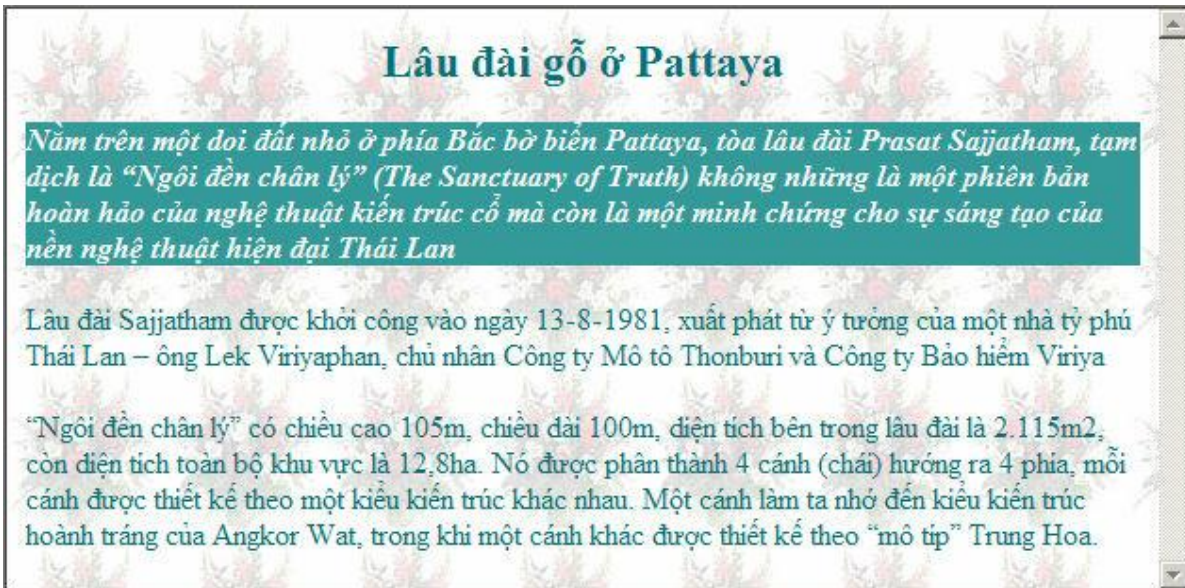 Lâu đài gỗ ở Pattaya
Nằm trên một doi đất nhỏ ở phía Bắc bờ biển Pattaya, tòa lâu đài Prasat Sajjatham, tạm
dịch là “Ngôi đền chân lý” (The Sanctuary of Truth) không những là một phiên bản
hoàn hảo của nghệ thuật kiến trúc cổ mà còn là một minh chứng cho sự sáng tạo của
nền nghệ thuật hiện đại Thái Lan
Lâu đài Sajjatham được khởi công vào ngày 13-8-1981, xuất phát từ ý tưởng của một nhà tỷ phú
Thái Lan – ông Lek Viriyaphan, chủ nhân Công ty Mô tô Thonburi và Công ty Bảo hiểm Viriya
“Ngôi đền chân lý” có chiều cao 105m, chiều dài 100m, diện tích bên trong lâu đài là 2.115m2,
còn diện tích toàn bộ khu vực là 12,8ha. Nó được phân thành 4 cánh (chái) hướng ra 4 phía, mỗi
cánh được thiết kế theo một kiểu kiến trúc khác nhau. Một cánh làm ta nhớ đến kiểu kiến trúc
hoành tráng của Angkor Wat, trong khi một cánh khác được thiết kế theo “mô típ” Trung Hoa.